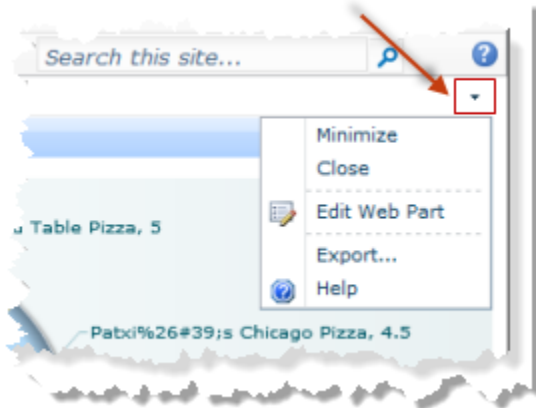 Search this site...
Minimize
Close
Edit Web Part
Table Pizza, 5
Export...
Help
Patxi%26#39;s Chicago Pizza, 4.5